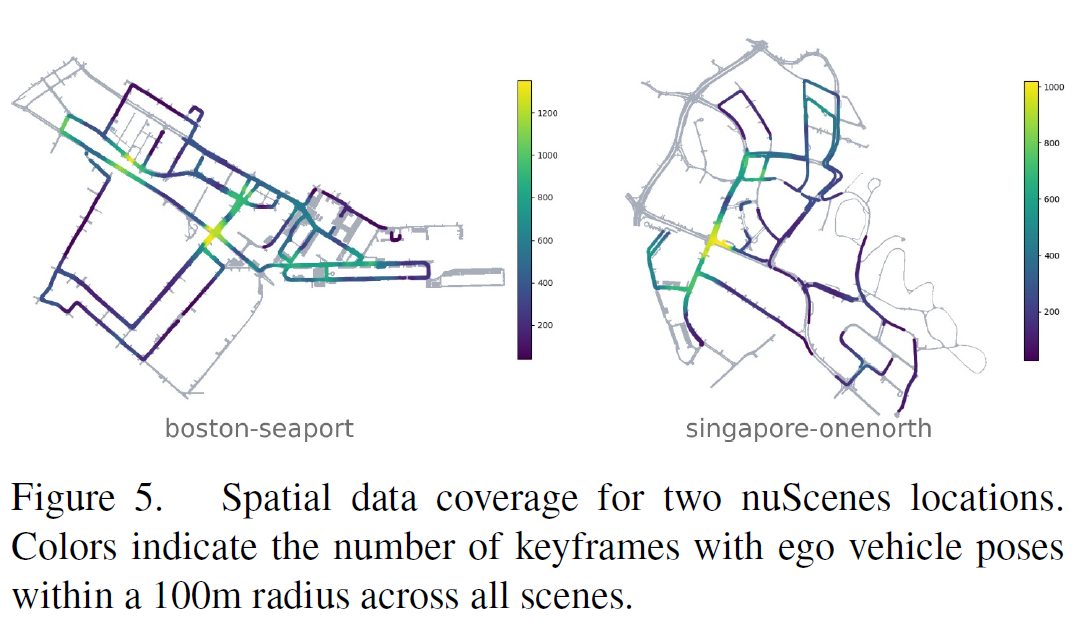 1200
1000
800
600
400
200
boston-seaport
1000
800
600
400
200
singapore-onenorth
Figure 5. Spatial data coverage for two nuScenes locations.
Colors indicate the number of keyframes with ego vehicle poses
within a 100m radius across all scenes.